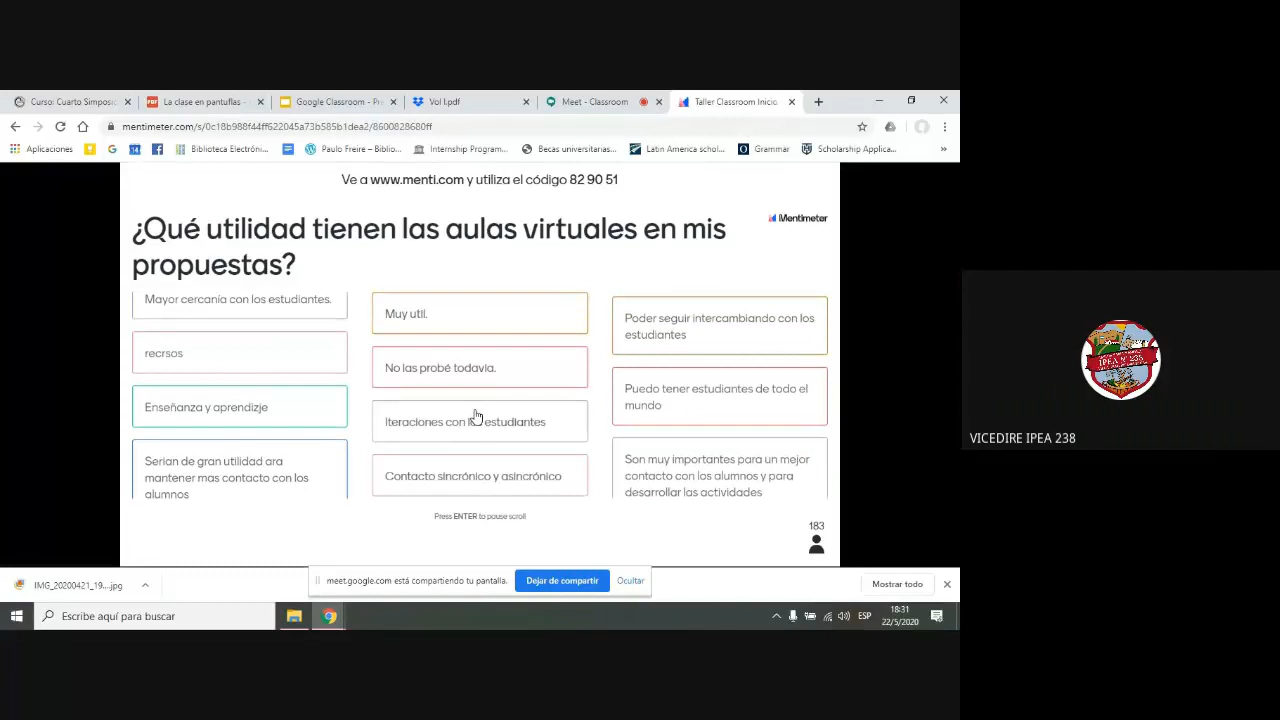 Curso: Cuarto Simposi
La clase en pantuflas -
Google Classroom - Pre
Vol I.pdf
Meet - Classroom
Taller Classroom Inicio
mentimeter.com/s/0c18b988f44ff622045a73b585b1dea2/8600828680ff
Aplicaciones
Biblioteca Electróni...
Paulo Freire – Biblio...
Internship Program...
Becas universitarias...
Latin America schol...
Grammar
Scholarship Applica...
Ve a www.menti.com y utiliza el código 82 90 51
¿Qué utilidad tienen las aulas virtuales en mis
propuestas?
Mentimeter
Mayor cercanía con los estudiantes.
recrsos
Enseñanza y aprendizje
Serian de gran utilidad ara
mantener mas contacto con los
alumnos
Muy util.
No las probé todavia.
Iteraciones con estudiantes
Contacto sincrónico y asincrónico
Poder seguir intercambiando con los
estudiantes
Puedo tener estudiantes de todo el
mundo
Son muy importantes para un mejor
contacto con los alumnos y para
desarrollar las actividades
Press ENTER to pause scroll
183
VICEDIRE IPEA 238
IPEA Nº 238
IMG_20200421_19....jpg
meet.google.com está compartiendo tu pantalla.
Dejar de compartir
Ocultar
Mostrar todo
Escribe aquí para buscar
ESP
18:31
22/5/2020